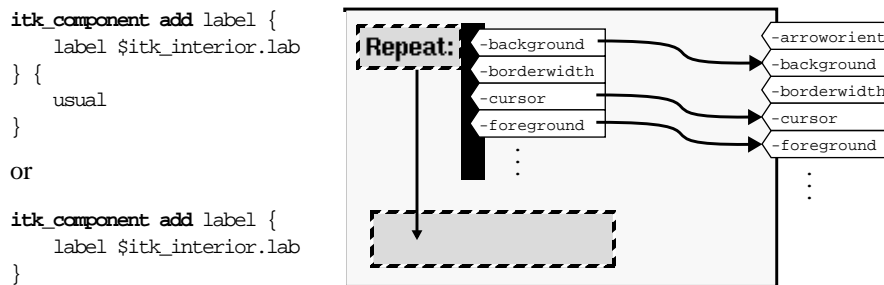 itk_component add label {
    label $itk_interior.lab
} {
    usual
}
or
itk_component add label {
    label $itk_interior.lab
}
Repeat:
-background
-borderwidth
-cursor
-foreground
-arroworient
-background
-borderwidth
-cursor
-foreground